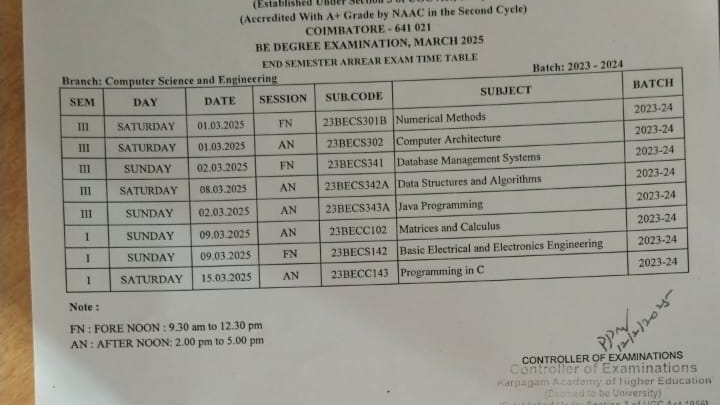 (Established Under Section 3 of UGC Act
(Accredited With A+ Grade by NAAC in the Second Cycle)
COIMBATORE - 641 021
BE DEGREE EXAMINATION, MARCH 2025
END SEMESTER ARREAR EXAM TIME TABLE
Branch: Computer Science and Engineering Batch: 2023 - 2024
SEM DAY DATE SESSION SUB.CODE SUBJECT BATCH
III SATURDAY 01.03.2025 FN 23BECS301B Numerical Methods 2023-24
III SATURDAY 01.03.2025 AN 23BECS302 Computer Architecture 2023-24
III SUNDAY 02.03.2025 FN 23BECS341 Database Management Systems 2023-24
III SATURDAY 08.03.2025 AN 23BECS342A Data Structures and Algorithms 2023-24
III SUNDAY 02.03.2025 AN 23BECS343A Java Programming 2023-24
I SUNDAY 09.03.2025 AN 23BECC102 Matrices and Calculus 2023-24
I SUNDAY 09.03.2025 FN 23BECS142 Basic Electrical and Electronics Engineering 2023-24
I SATURDAY 15.03.2025 AN 23BECC143 Programming in C 2023-24
Note :
FN : FORE NOON : 9.30 am to 12.30 pm
AN : AFTER NOON: 2.00 pm to 5.00 pm
12/2/2025
CONTROLLER OF EXAMINATIONS
Controller of Examinations
Karpagam Academy of Higher Education
(Deemed to be University)
(Established Under Section 3 of UGC Act 1956)